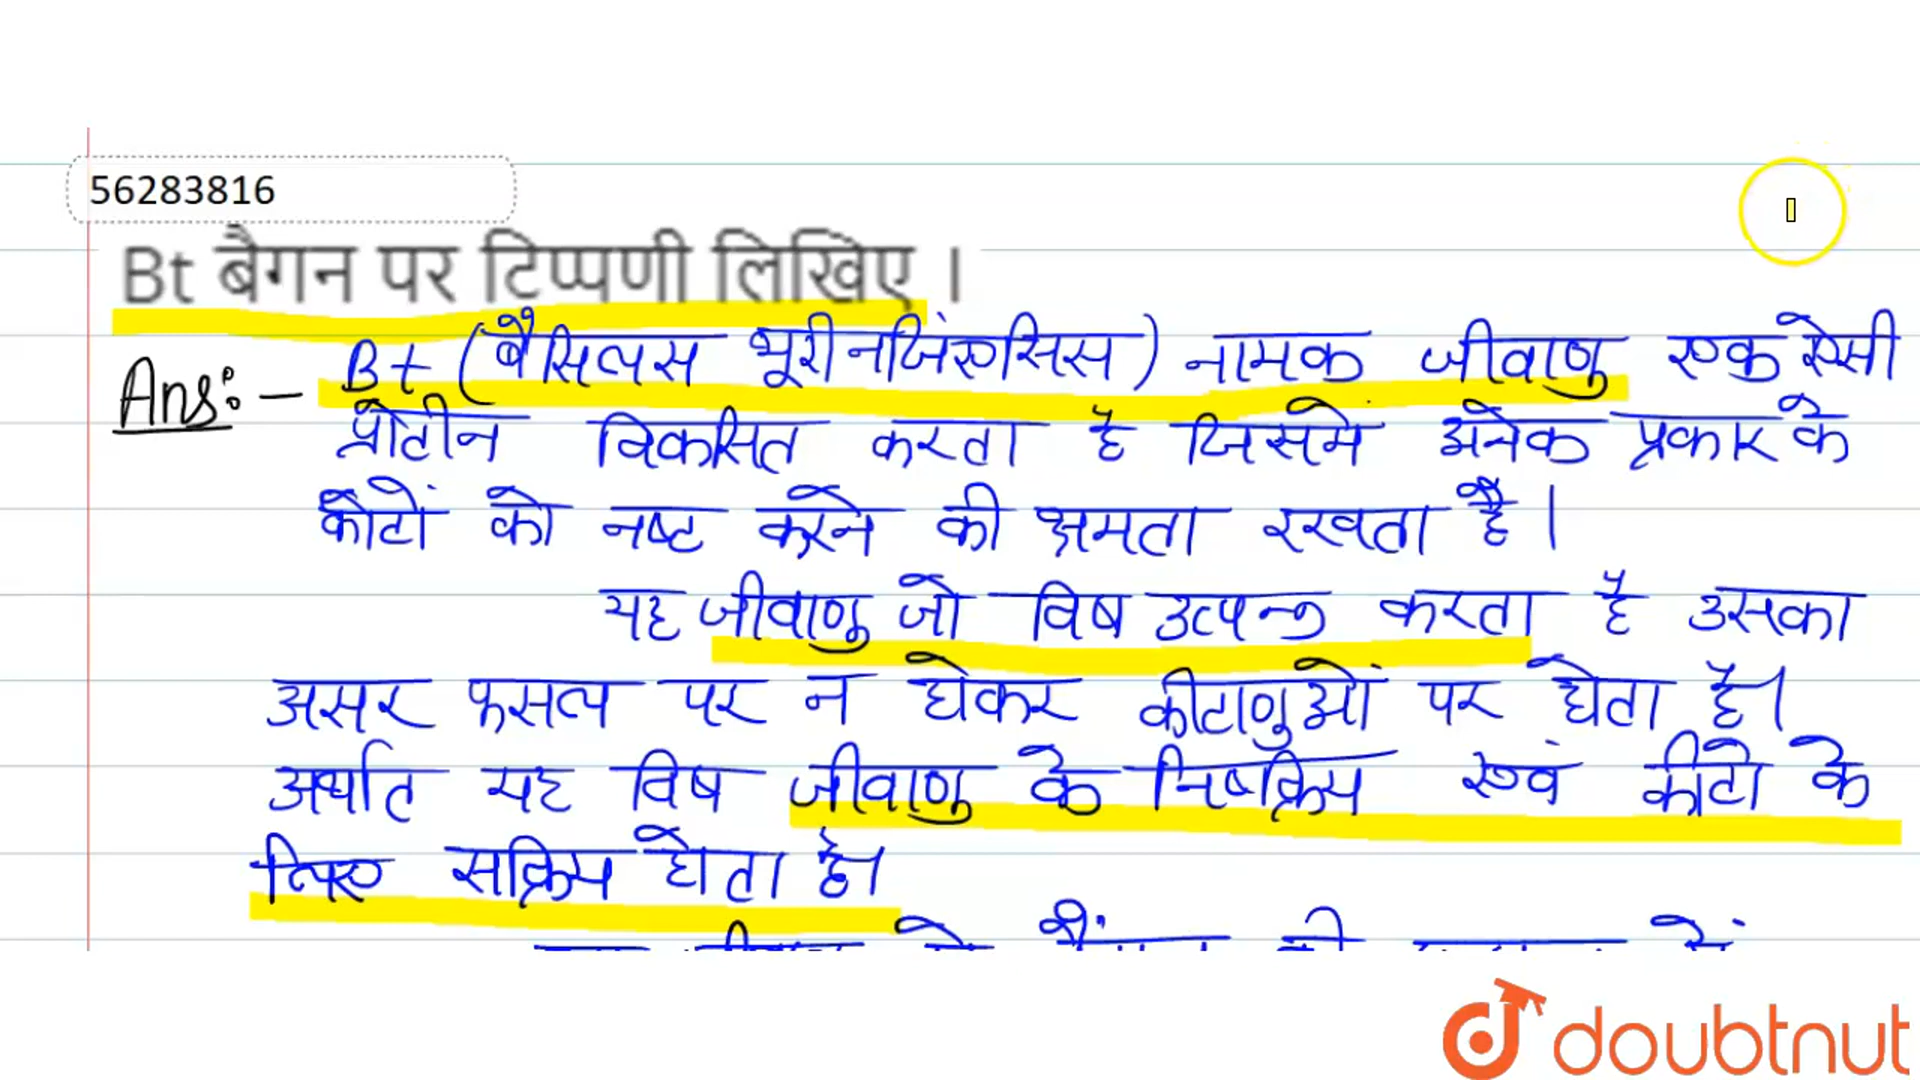 56283816
Bt बैगन पर टिप्पणी लिखिए ।
Ans:- Bt (बैसिलस थूरीनजिंएसिस) नामक जीवाणु एक ऐसी
प्रोटीन विकसित करता है जिसमें अनेक प्रकार के
कीटों को नष्ट करने की क्षमता रखता है।
यह जीवाणु जो विष उत्पन्न करता है उसका
असर फसल पर न होकर कीटाणुओं पर होता है।
अर्थात यह विष जीवाणु के निष्क्रिय एवं कीटो के
लिए सक्रिय होता है।
doubtnut